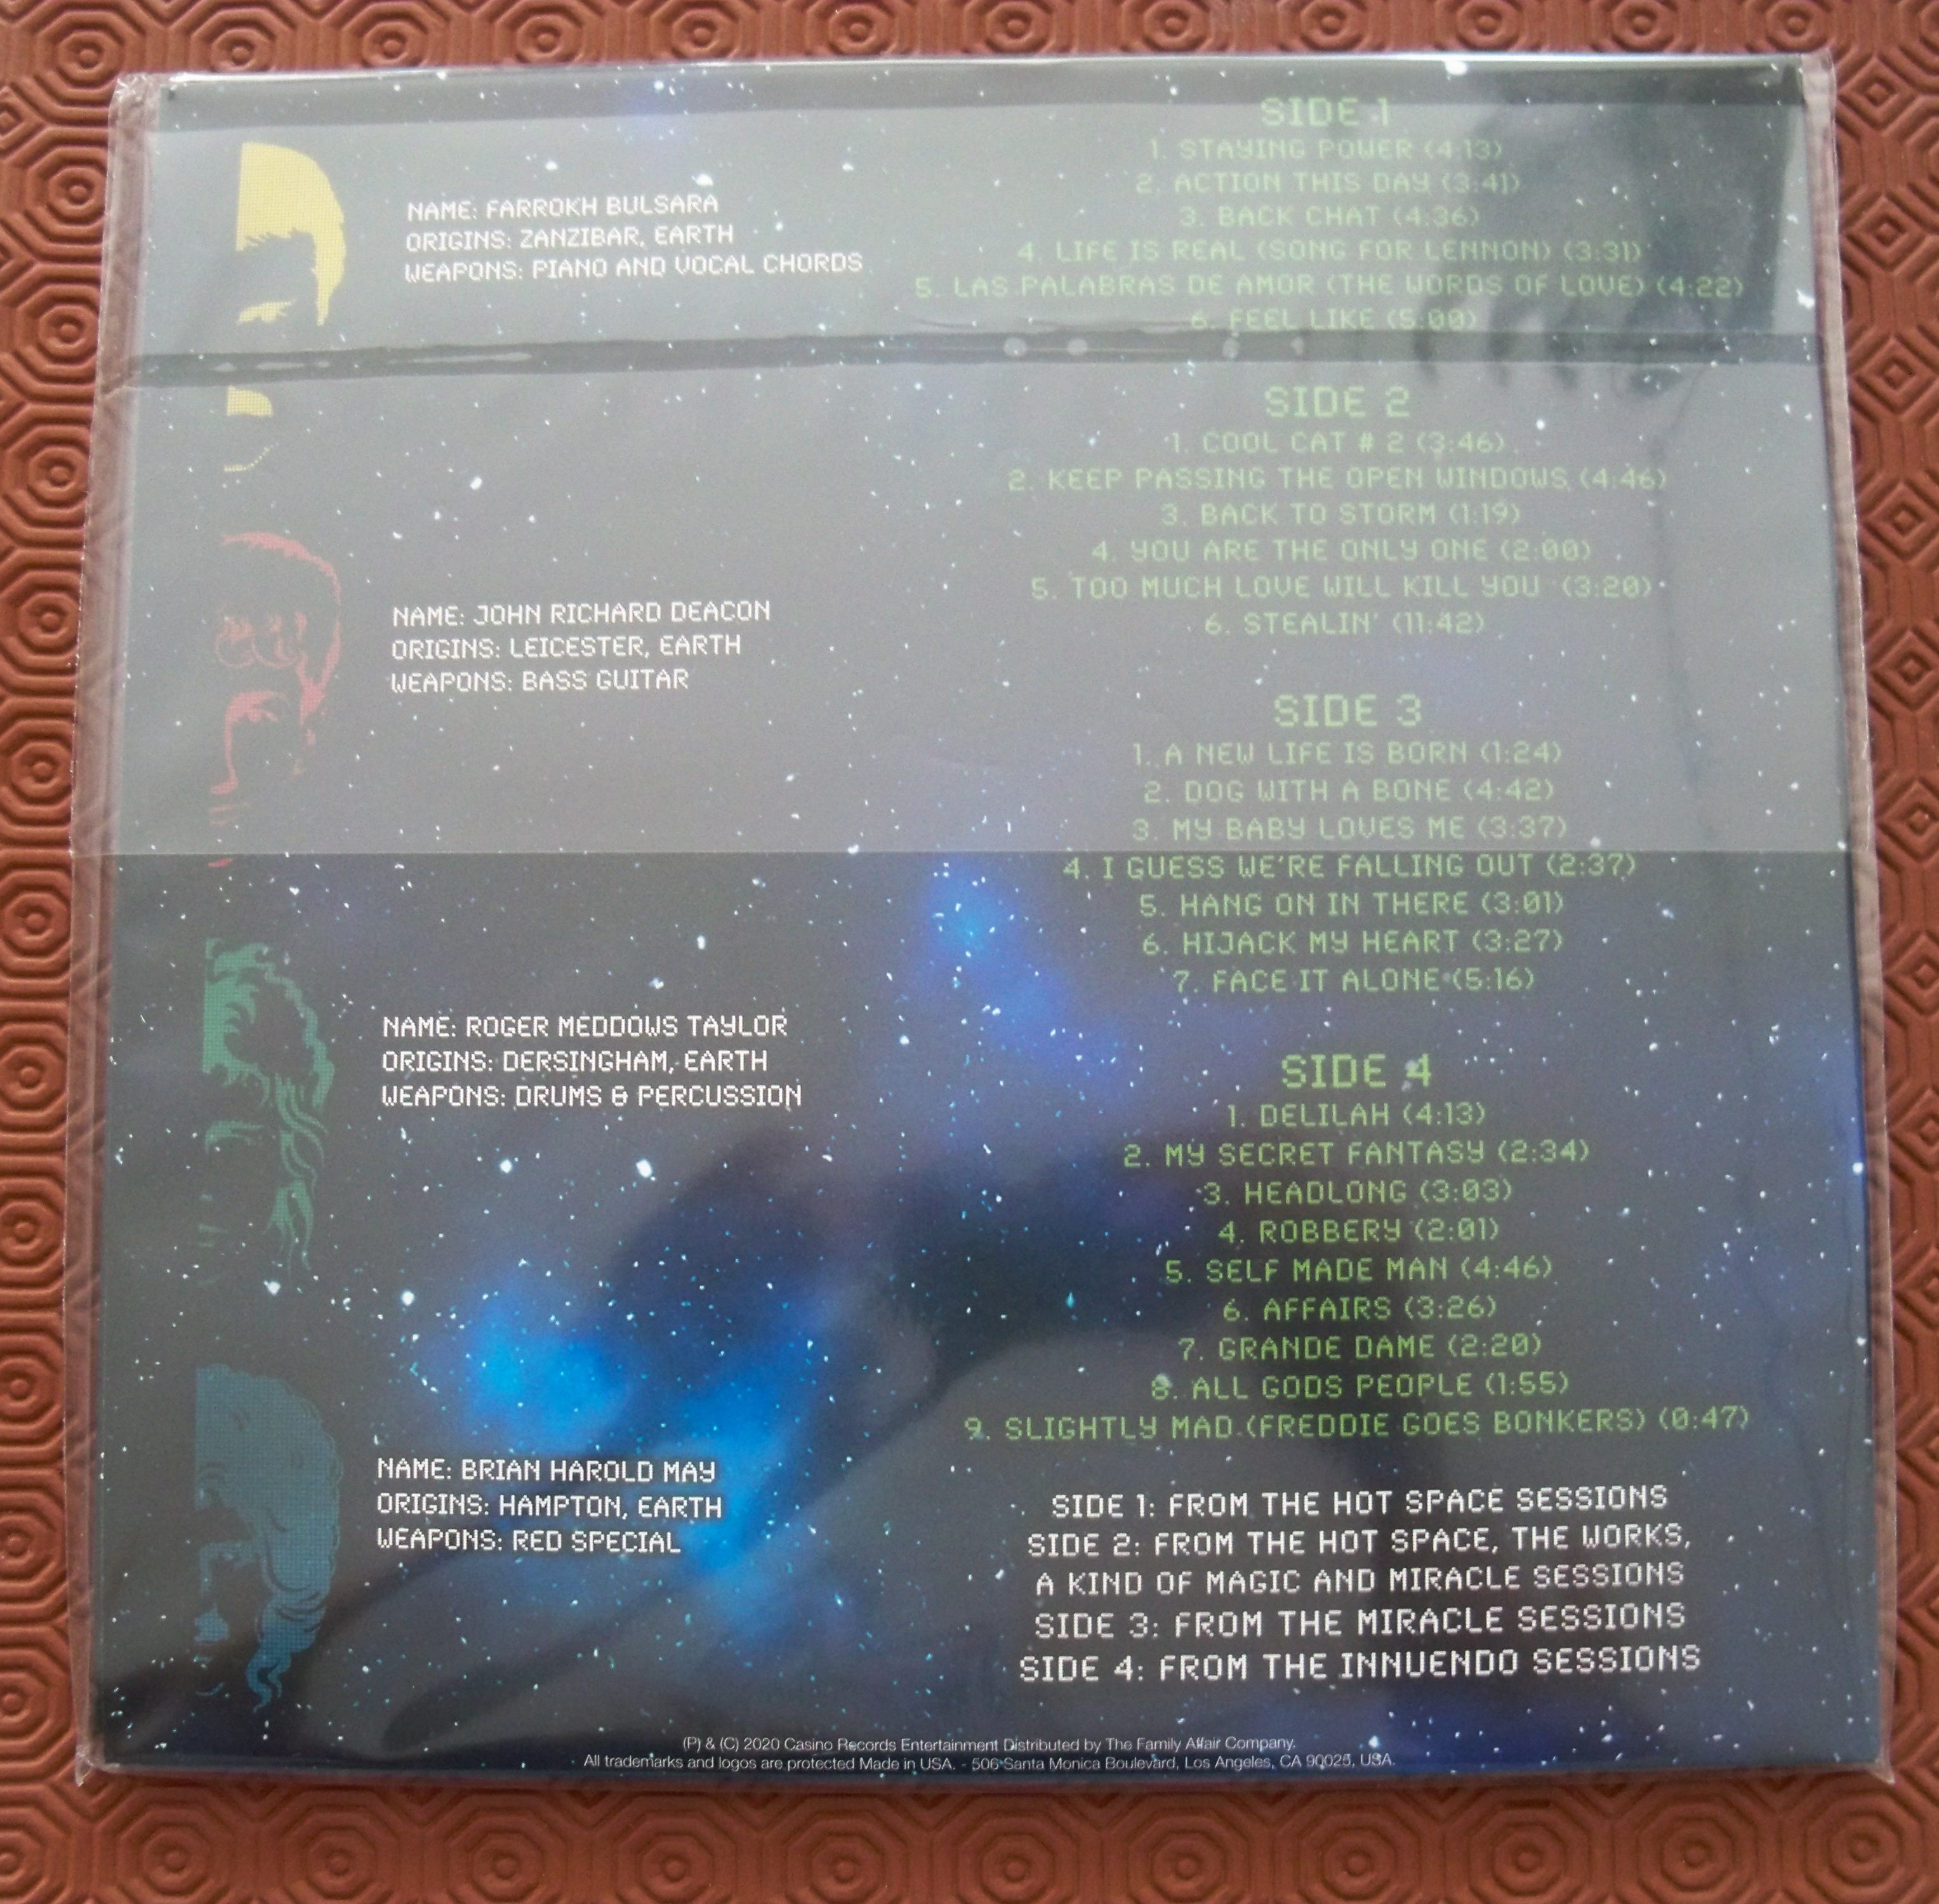 NAME: FARROKH BULSARA
ORIGINS: ZANZIBAR, EARTH
WEAPONS: PIANO AND VOCAL CHORDS
NAME: JOHN RICHARD DEACON
ORIGINS: LEICESTER, EARTH
WEAPONS: BASS GUITAR
NAME: ROGER MEDDOWS TAYLOR
ORIGINS: DERSINGHAM, EARTH
WEAPONS: DRUMS & PERCUSSION
NAME: BRIAN HAROLD MAY
ORIGINS: HAMPTON, EARTH
WEAPONS: RED SPECIAL
SIDE 1
1. STAYING POWER (4:13)
2. ACTION THIS DAY (3:41)
3. BACK CHAT (4:36)
4. LIFE IS REAL (SONG FOR LENNON) (3:31)
5. LAS PALABRAS DE AMOR (THE WORDS OF LOVE) (4:22)
6. FEEL LIKE (5:00)
SIDE 2
1. COOL CAT # 2 (3:46)
2. KEEP PASSING THE OPEN WINDOWS (4:46)
3. BACK TO STORM (1:19)
4. YOU ARE THE ONLY ONE (2:00)
5. TOO MUCH LOVE WILL KILL YOU (3:20)
6. STEALIN' (11:42)
SIDE 3
1. A NEW LIFE IS BORN (1:24)
2. DOG WITH A BONE (4:42)
3. MY BABY LOVES ME (3:37)
4. I GUESS WE'RE FALLING OUT (2:37)
5. HANG ON IN THERE (3:01)
6. HIJACK MY HEART (3:27)
7. FACE IT ALONE (5:16)
SIDE 4
1. DELILAH (4:13)
2. MY SECRET FANTASY (2:34)
3. HEADLONG (3:03)
4. ROBBERY (2:01)
5. SELF MADE MAN (4:46)
6. AFFAIRS (3:26)
7. GRANDE DAME (2:20)
8. ALL GODS PEOPLE (1:55)
9. SLIGHTLY MAD (FREDDIE GOES BONKERS) (0:47)
SIDE 1: FROM THE HOT SPACE SESSIONS
SIDE 2: FROM THE HOT SPACE, THE WORKS,
A KIND OF MAGIC AND MIRACLE SESSIONS
SIDE 3: FROM THE MIRACLE SESSIONS
SIDE 4: FROM THE INNUENDO SESSIONS
(P) & (C) 2020 Casino Records Entertainment Distributed by The Family Affair Company.
All trademarks and logos are protected Made in USA. - 506 Santa Monica Boulevard, Los Angeles, CA 90025, USA.